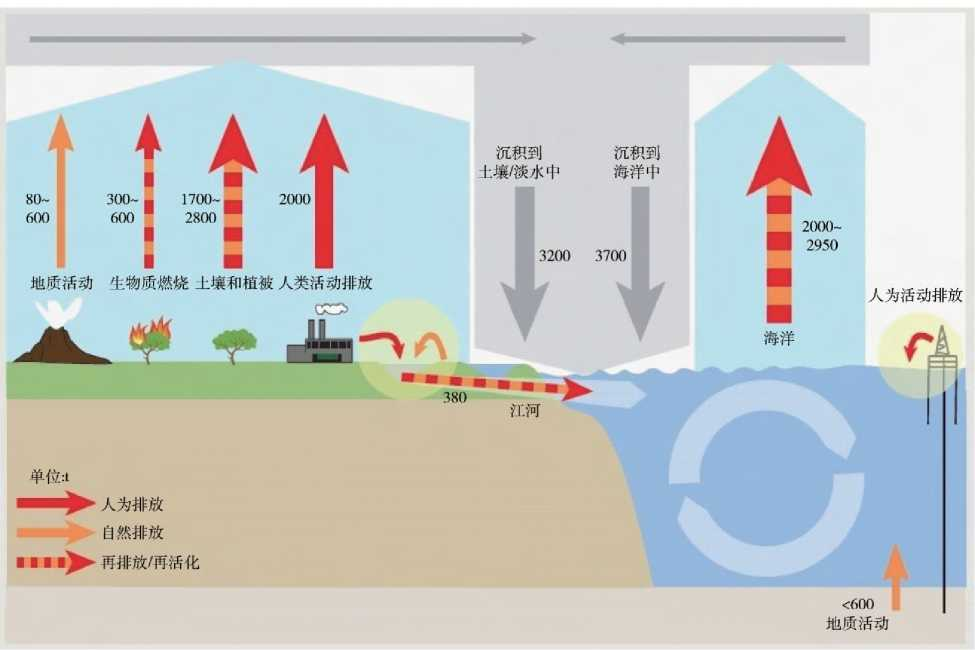 沉积到
土壤/淡水中
沉积到
海洋中
80~
600
300~
600
1700~
2800
2000
3200
3700
2000~
2950
地质活动
生物质燃烧
土壤和植被
人类活动排放
海洋
人为活动排放
380
江河
单位:t
人为排放
自然排放
再排放/再活化
<600
地质活动